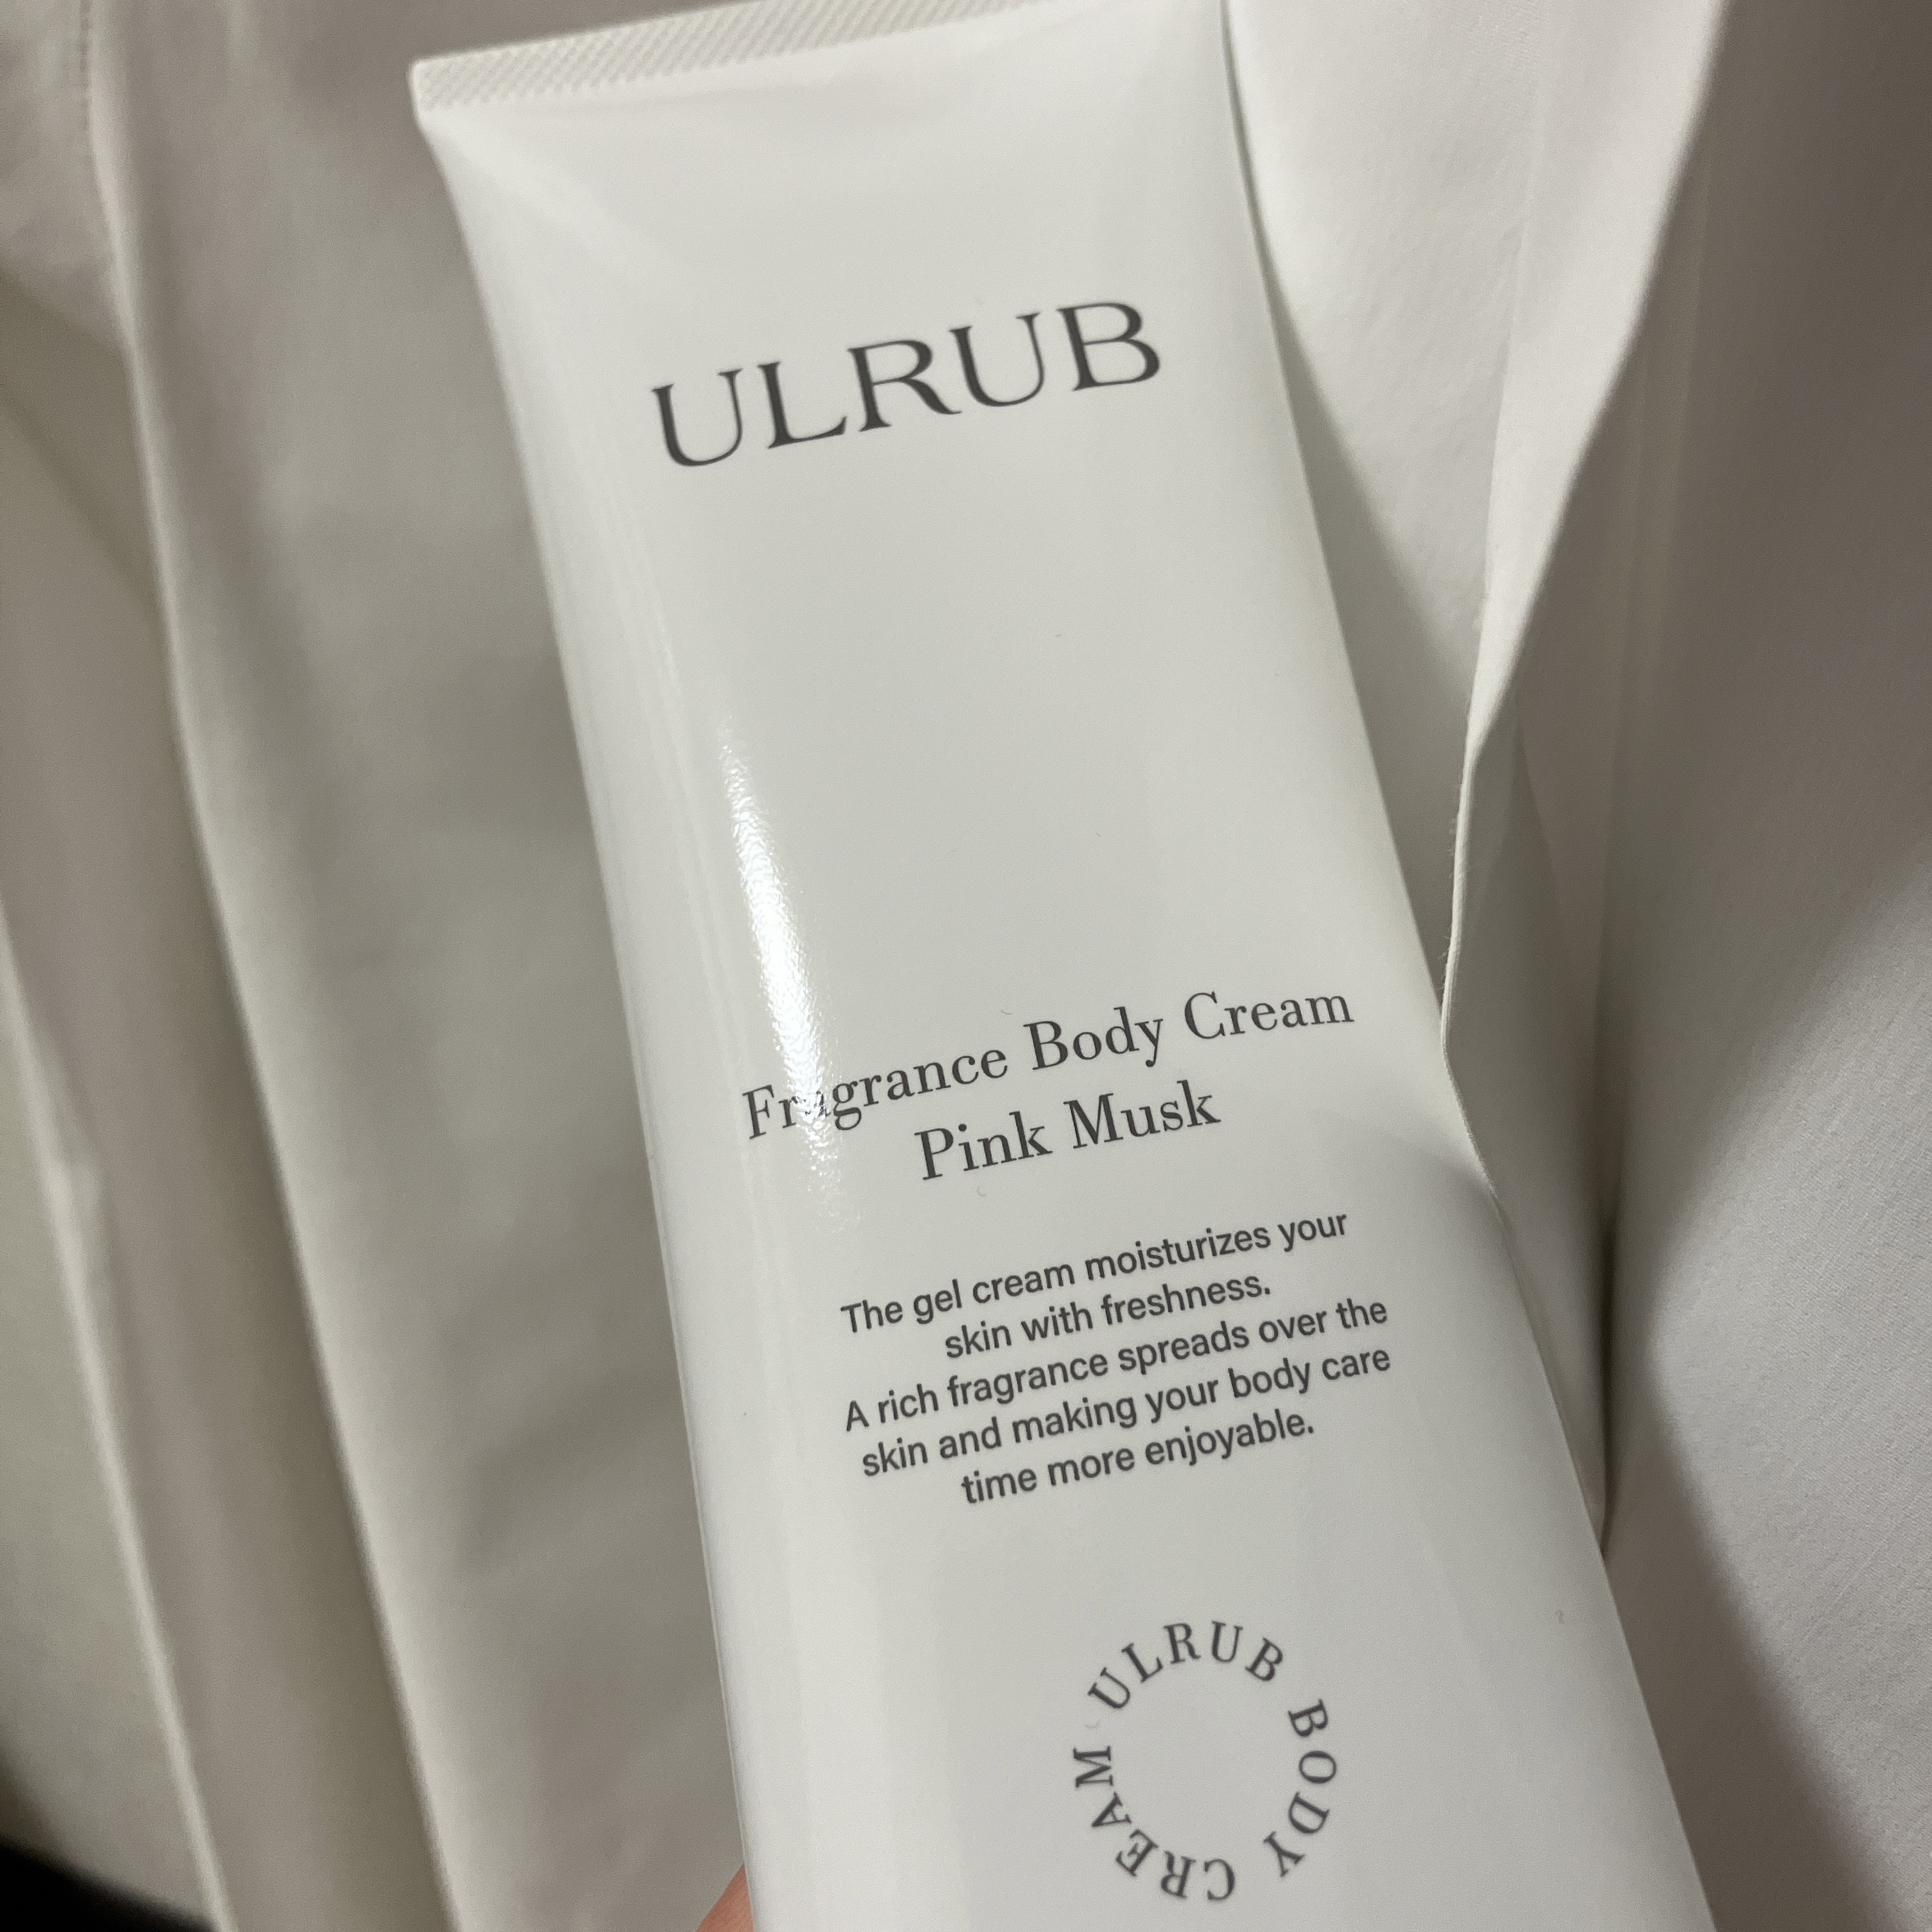 ULRUB
Fragrance Body Cream
Pink Musk
The gel cream moisturizes your
skin with freshness.
A rich fragrance spreads over the
skin and making your body care
time more enjoyable.
ULRUB BODY CREAM